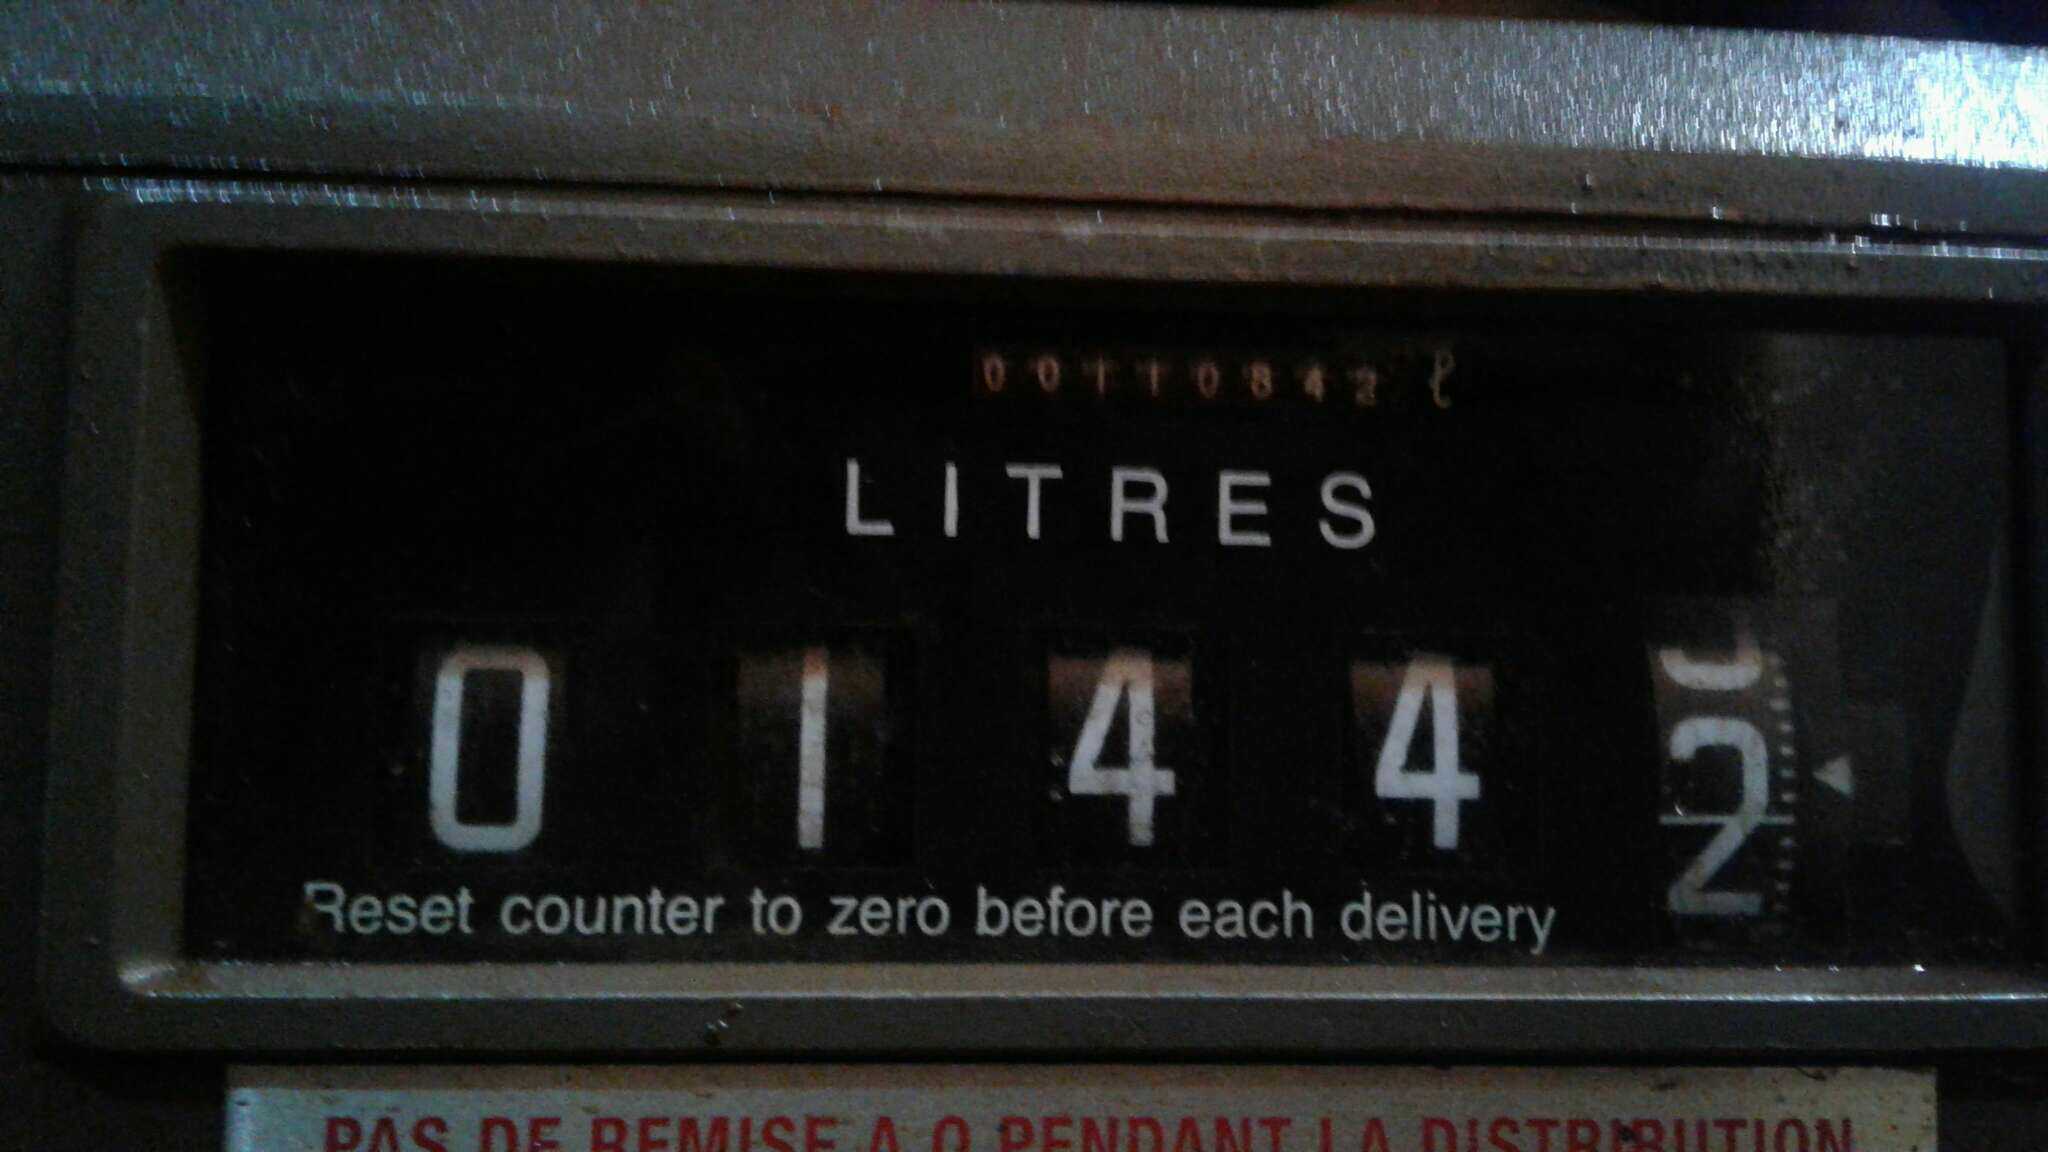 00110842 ℓ
LITRES
0 1 4 4
Reset counter to zero before each delivery
PAS DE REMISE A 0 PENDANT LA DISTRIBUTION